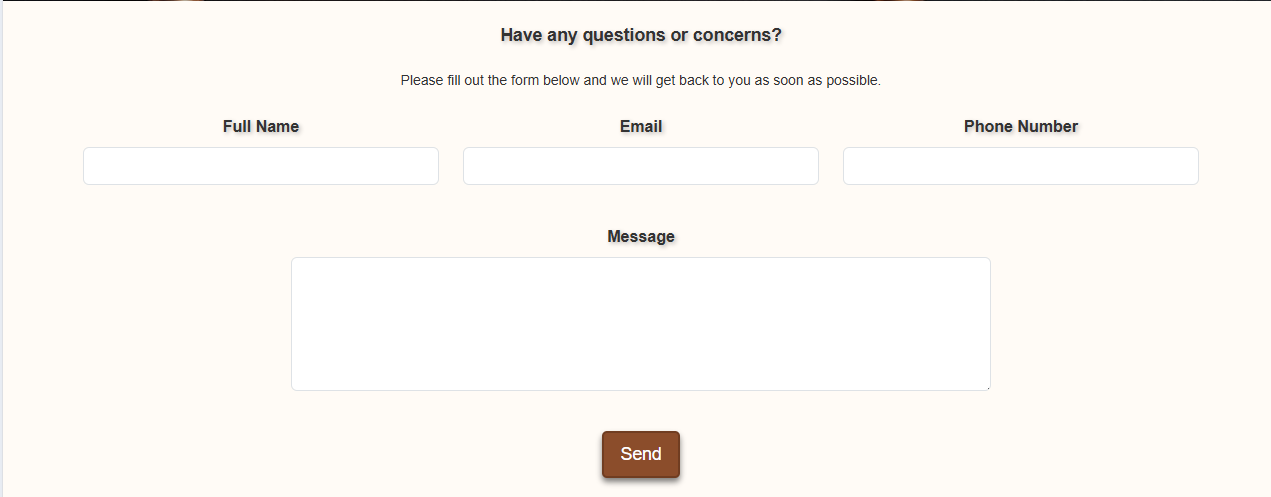 Have any questions or concerns?
Please fill out the form below and we will get back to you as soon as possible.
Full Name
Email
Phone Number
Message
Send